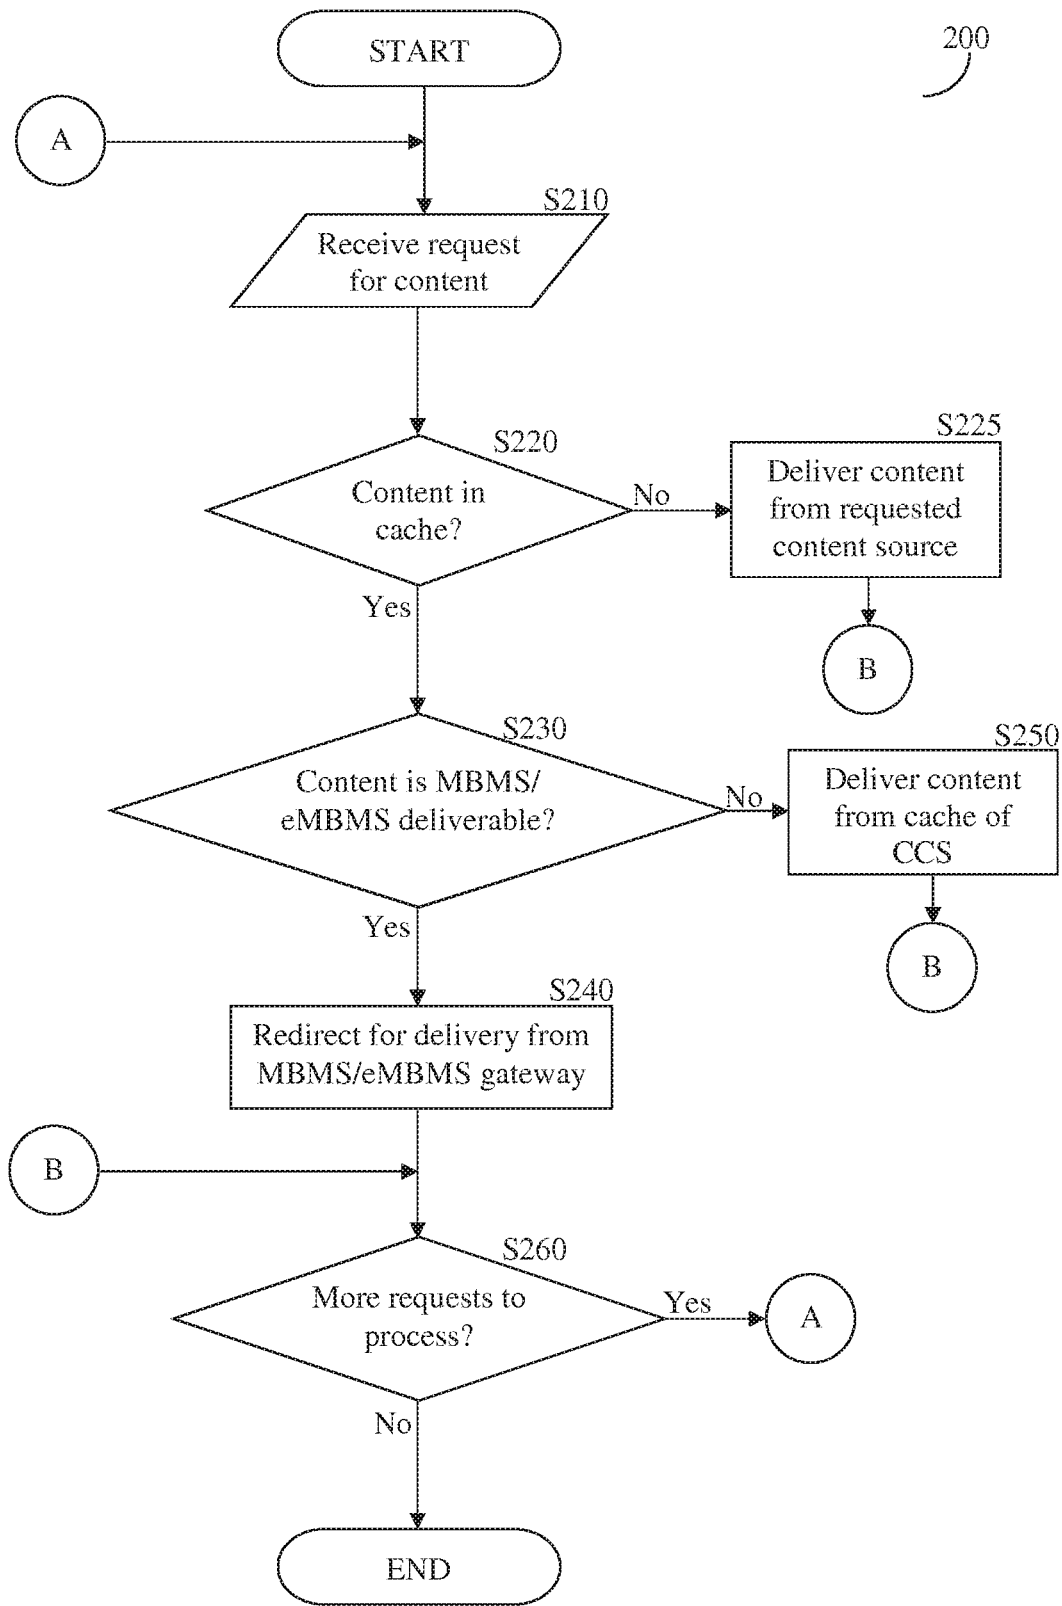 START
200
A
S210
Receive request
for content
S220
Content in
cache?
No
S225
Deliver content
from requested
content source
Yes
B
S230
Content is MBMS/
eMBMS deliverable?
No
S250
Deliver content
from cache of
CCS
Yes
B
S240
Redirect for delivery from
MBMS/eMBMS gateway
B
S260
More requests to
process?
Yes
A
No
END